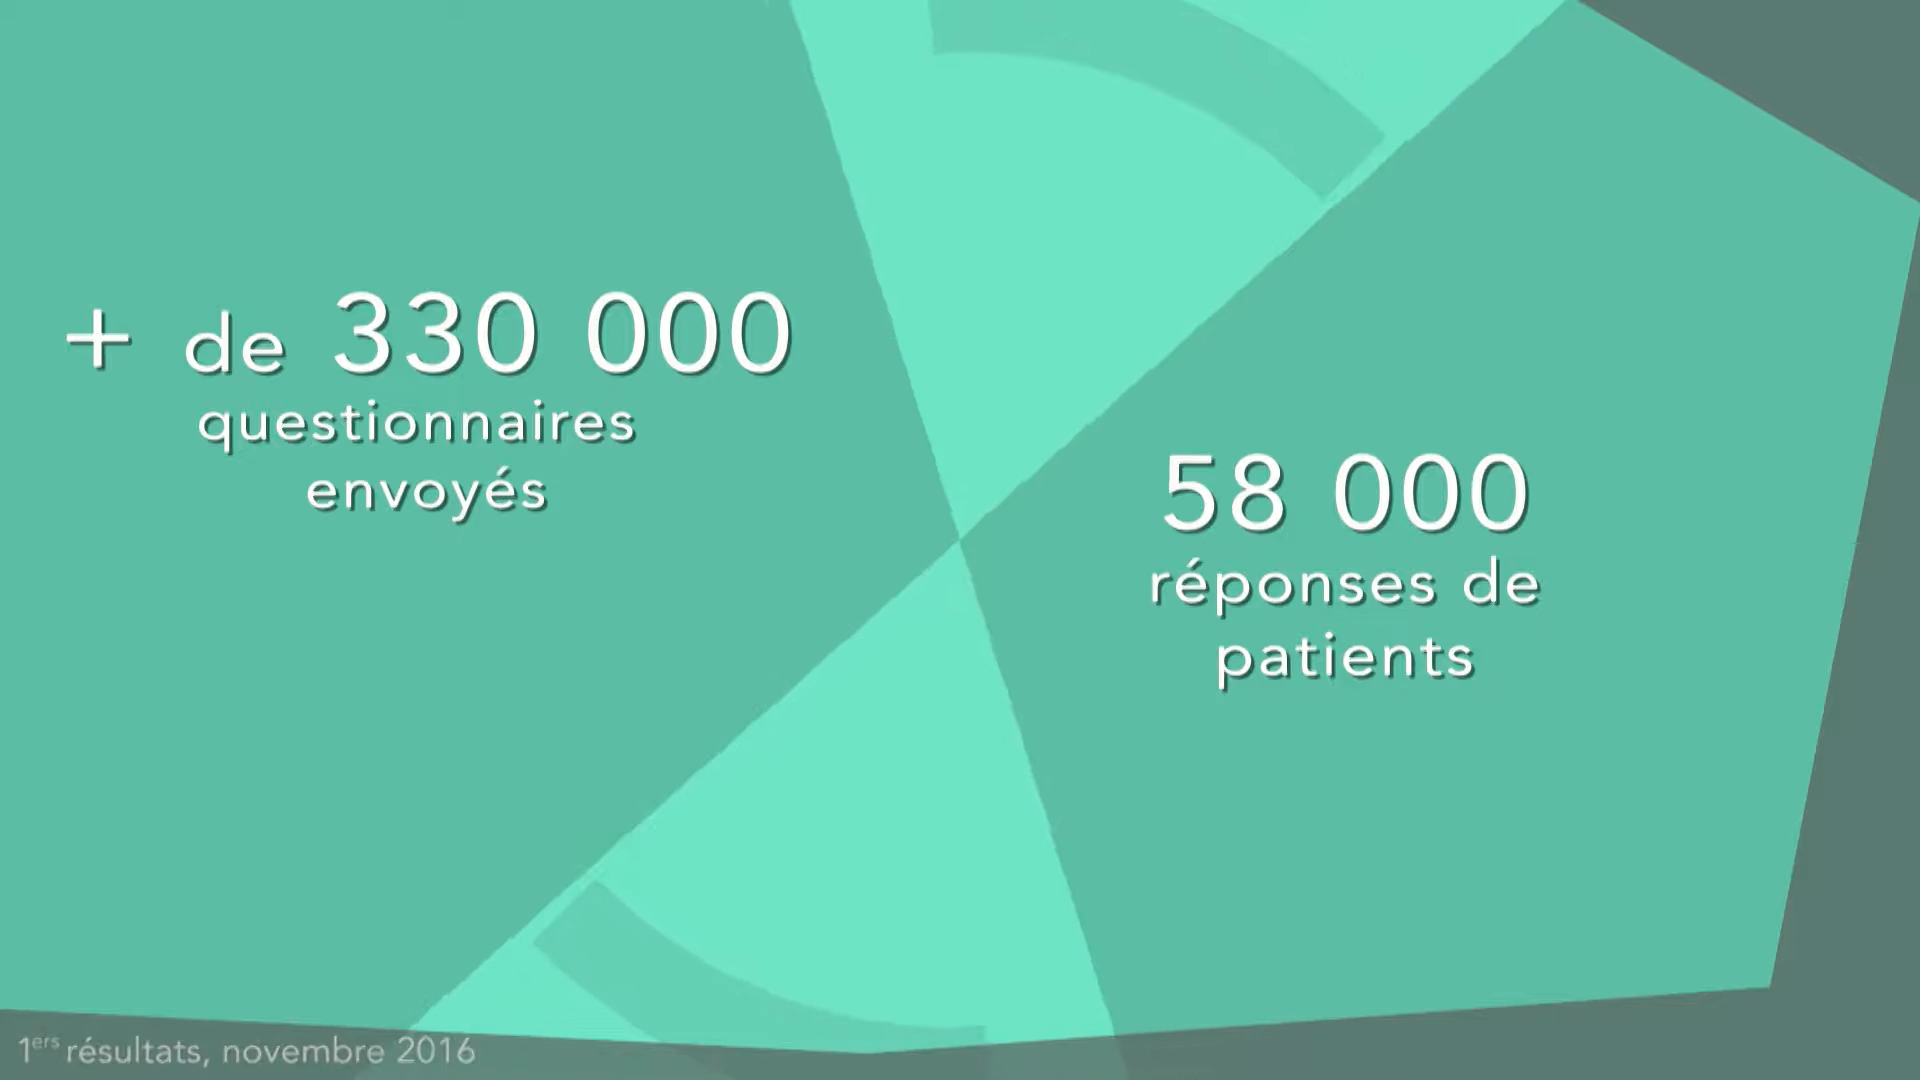 + de 330 000
questionnaires
envoyés
58 000
réponses de
patients
1ers résultats, novembre 2016